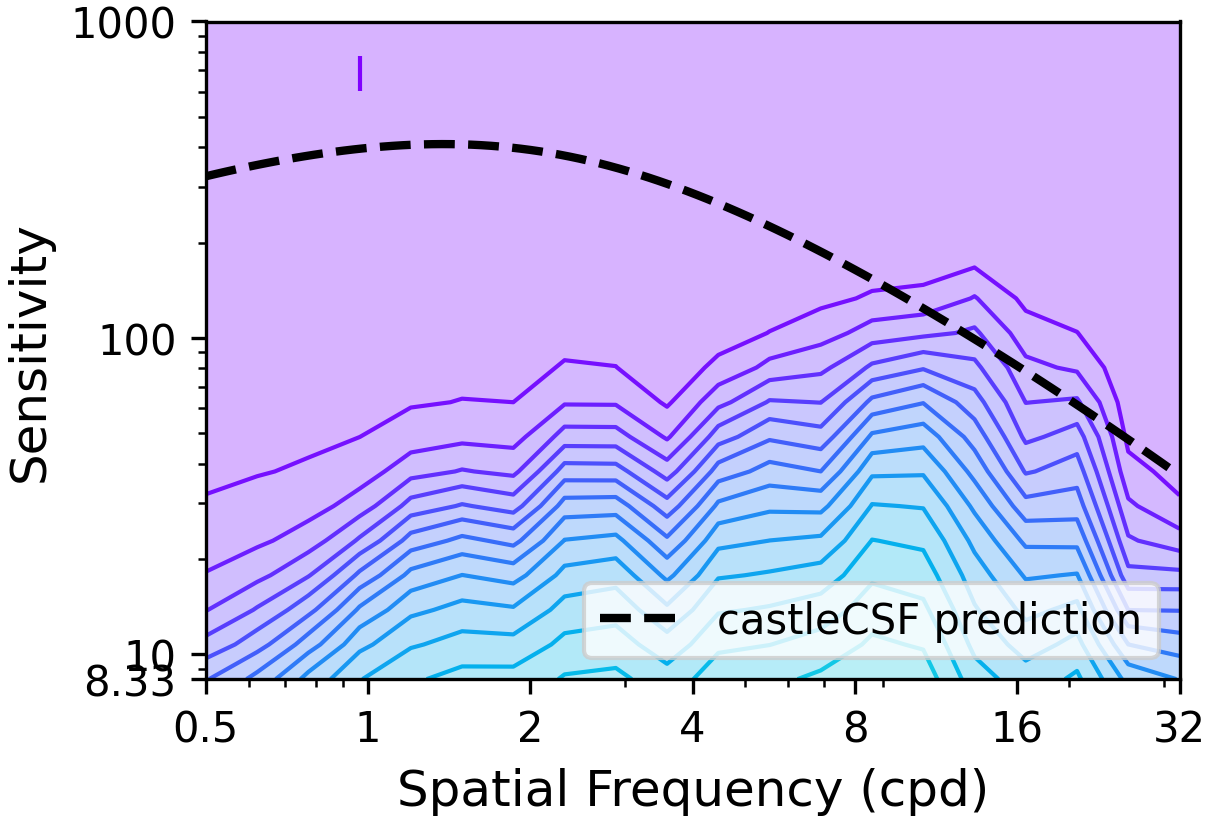 1000
100
10
8.33
Sensitivity
castleCSF prediction
0.5 1 2 4 8 16 32
Spatial Frequency (cpd)